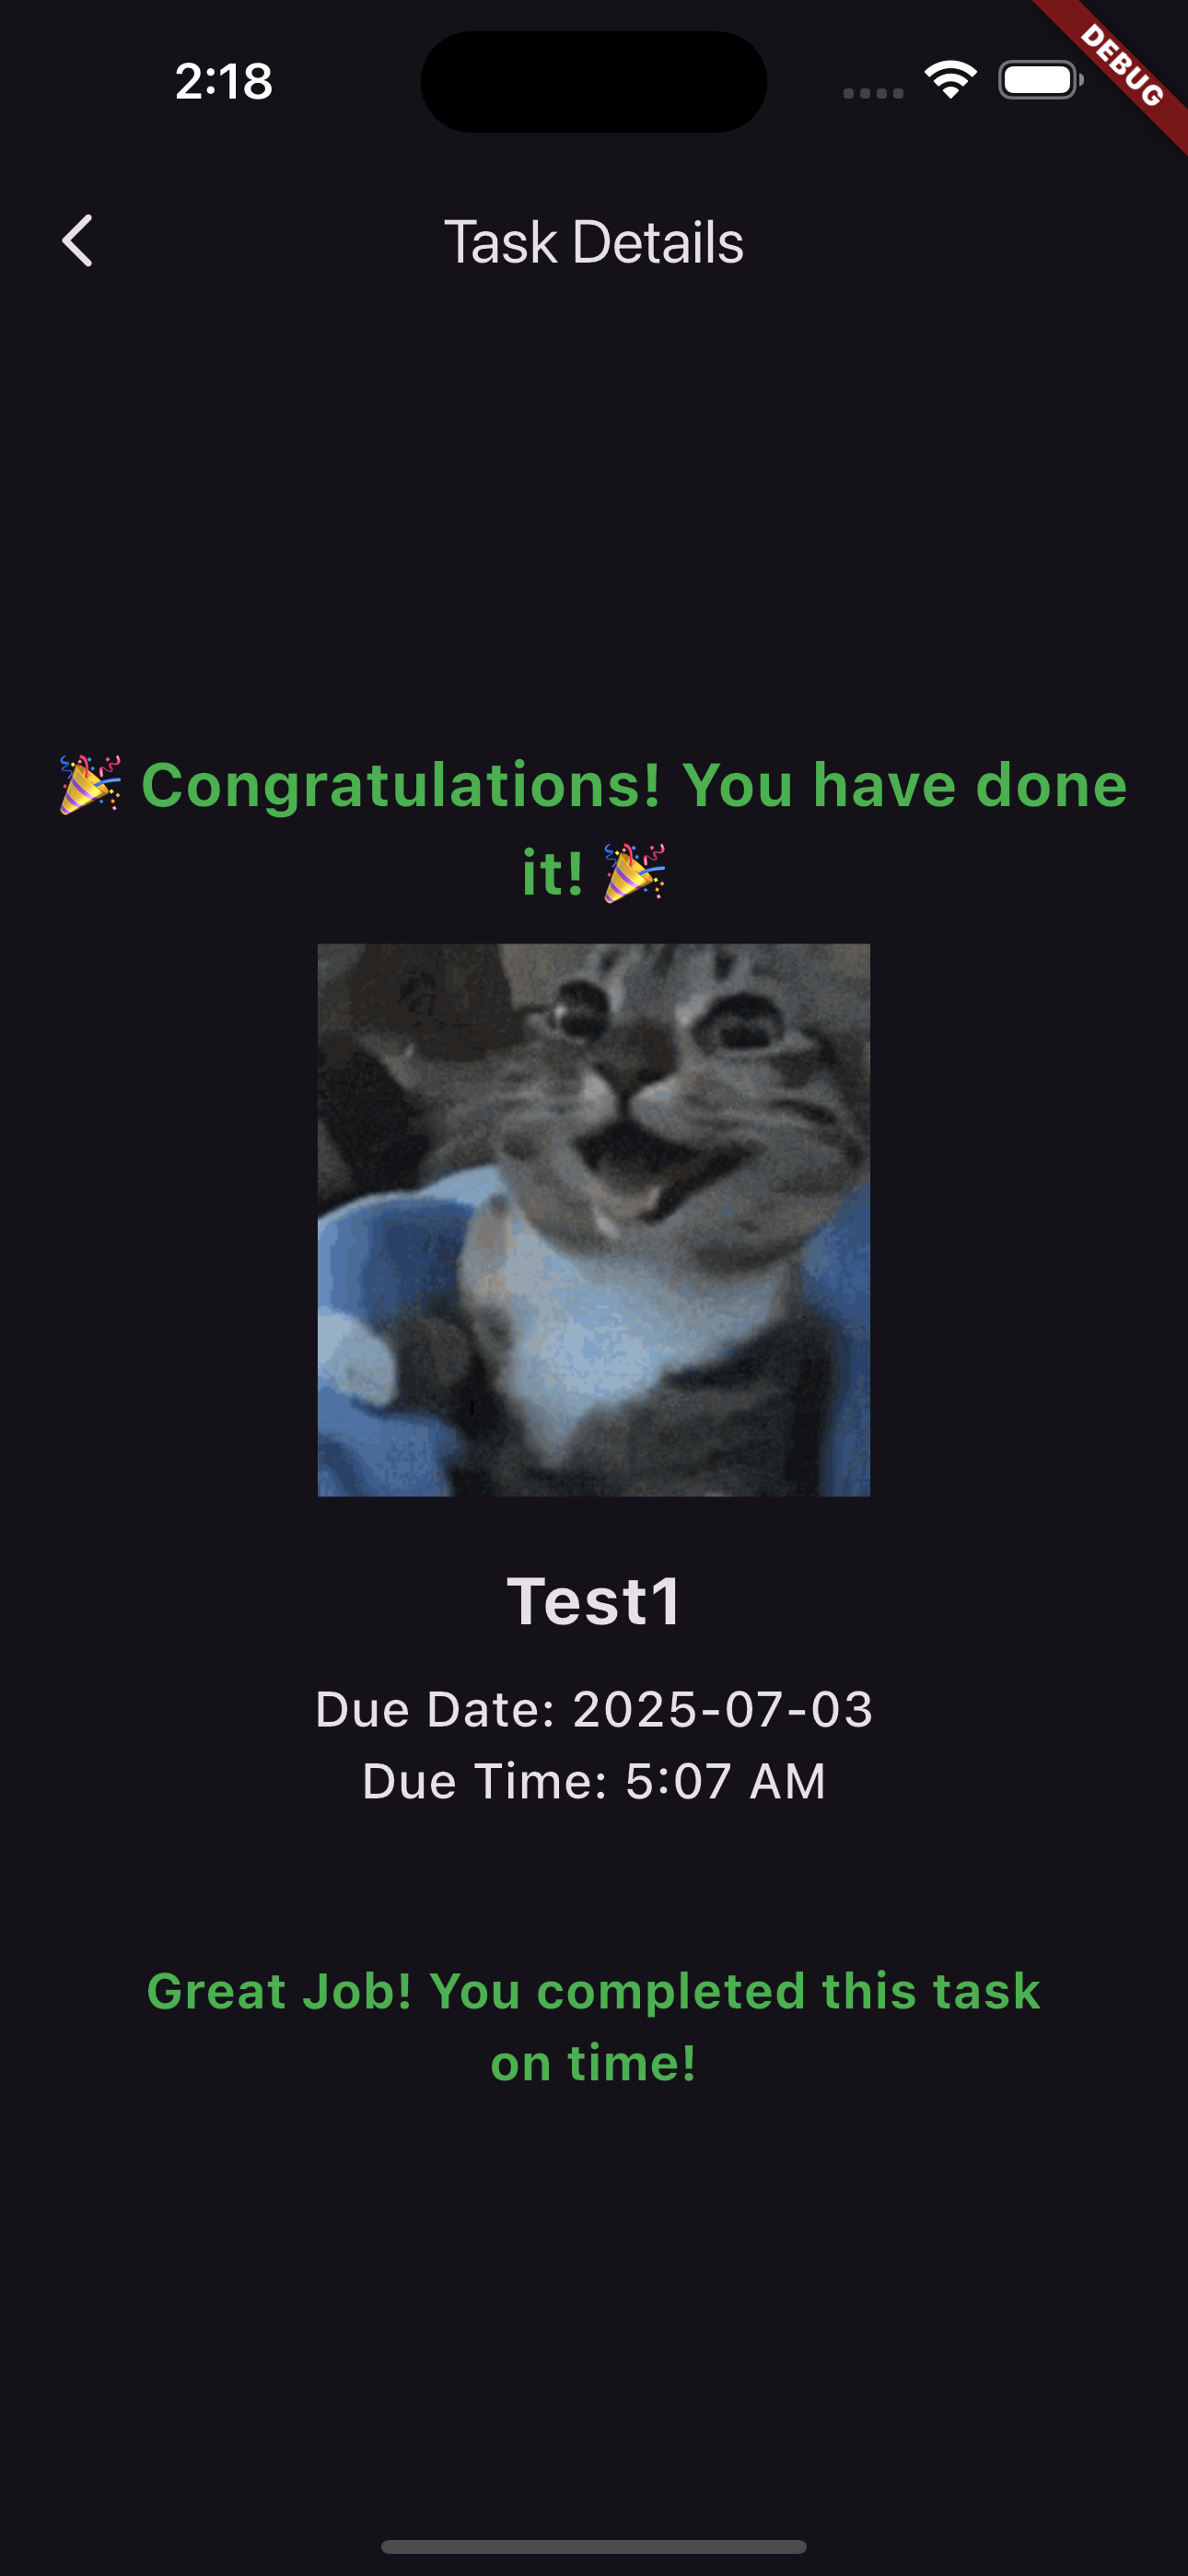 2:18
DEBUG
Task Details
🎉 Congratulations! You have done
it! 🎉
Test1
Due Date: 2025-07-03
Due Time: 5:07 AM
Great Job! You completed this task
on time!